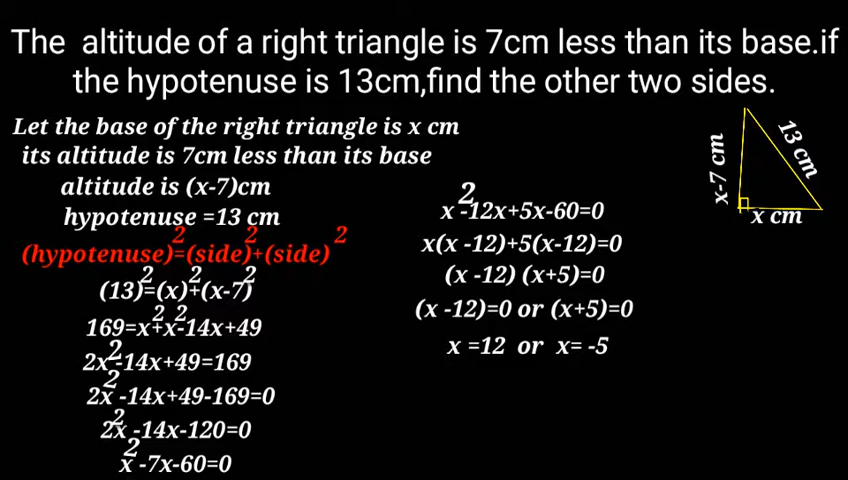 The altitude of a right triangle is 7cm less than its base.if
the hypotenuse is 13cm,find the other two sides.
Let the base of the right triangle is x cm
its altitude is 7cm less than its base
altitude is (x-7)cm
hypotenuse =13 cm
(hypotenuse)²=(side)²+(side)²
(13)²=(x)²+(x-7)²
169=x²+x²-14x+49
2x²-14x+49=169
2x²-14x+49-169=0
2x²-14x-120=0
x²-7x-60=0
x²-12x+5x-60=0
x(x -12)+5(x-12)=0
(x -12) (x+5)=0
(x -12)=0 or (x+5)=0
x =12 or x= -5
x-7 cm
13 cm
x cm